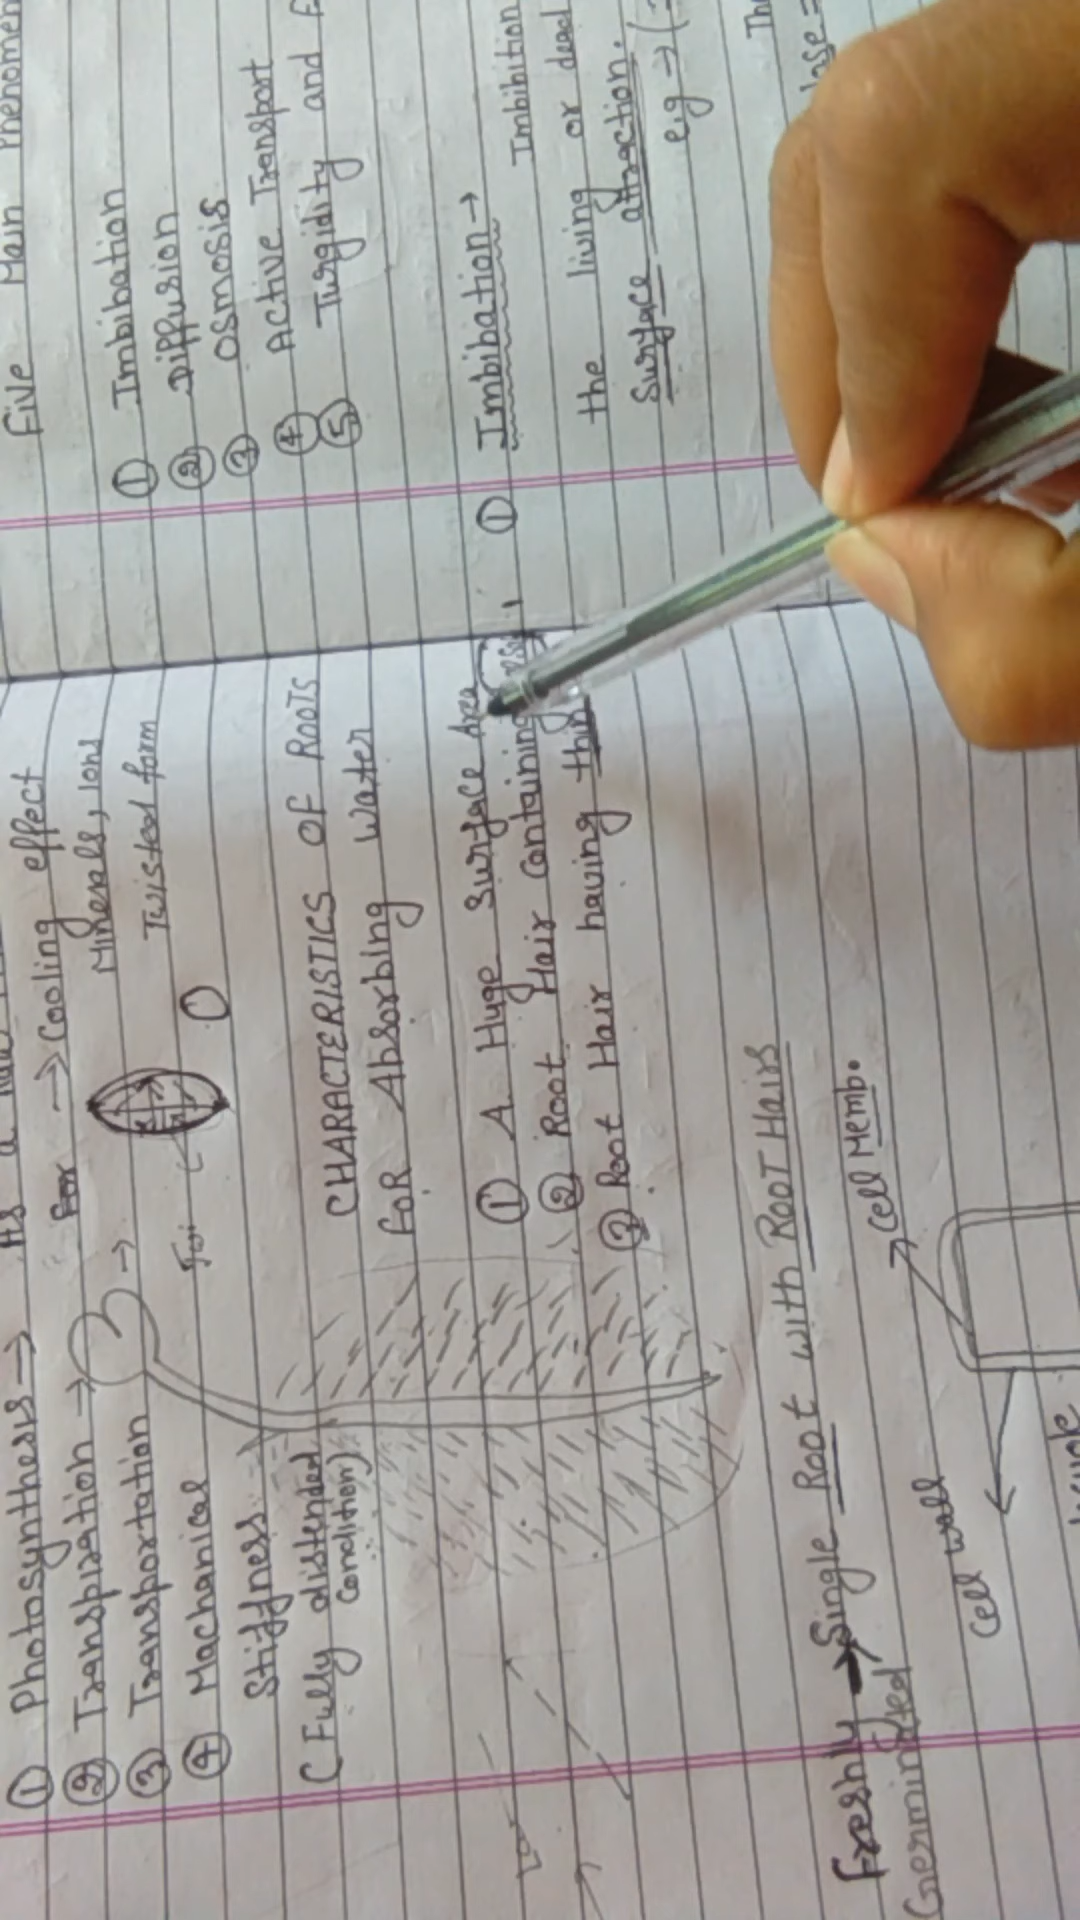 ① Photosynthesis → As a
② Transpiration → For → Cooling effect
③ Transportation → Minerals, ions
④ Machanical Twisted form
Stiffness
(Fully distended
condition)
CHARACTERISTICS OF ROOTS
FOR Absorbing Water
① A Huge Surface Area
② Root Hair Containing
③ Root Hair having thin
Freshly → Single Root with ROOT Hairs
Germinated
Cell Memb.
Cell wall
Five Main Phenomen
① Imbibation
② Diffusion
③ Osmosis
④ Active Transport
⑤ Turgidity and F
① Imbibation →
Imbibition
the living or dead
Surface attraction.
e.g → (